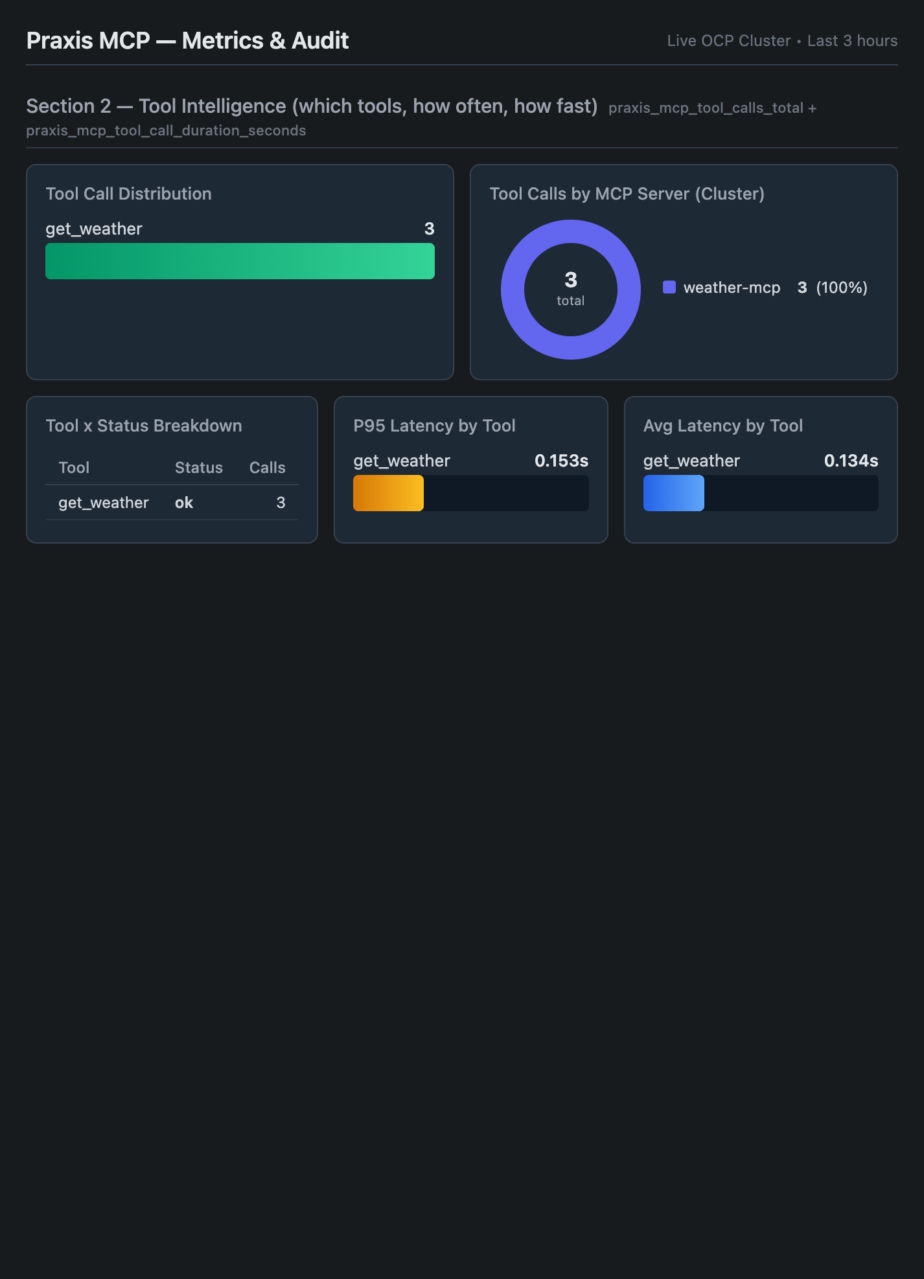 Praxis MCP — Metrics & Audit
Live OCP Cluster • Last 3 hours
Section 2 — Tool Intelligence (which tools, how often, how fast) praxis_mcp_tool_calls_total +
praxis_mcp_tool_call_duration_seconds
Tool Call Distribution
get_weather 3
Tool Calls by MCP Server (Cluster)
3
total
weather-mcp 3 (100%)
Tool x Status Breakdown
Tool Status Calls
get_weather ok 3
P95 Latency by Tool
get_weather 0.153s
Avg Latency by Tool
get_weather 0.134s